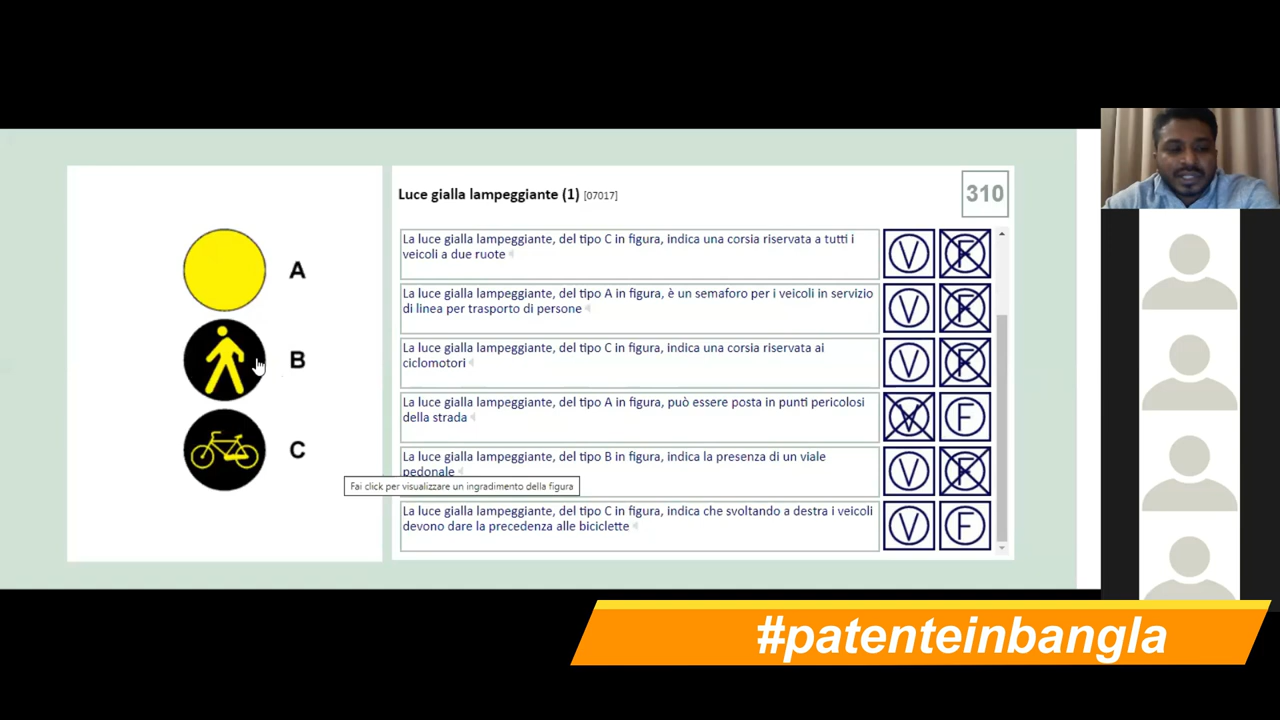 Luce gialla lampeggiante (1) [07017]
310
A
B
C
La luce gialla lampeggiante, del tipo C in figura, indica una corsia riservata a tutti i
veicoli a due ruote
V F
La luce gialla lampeggiante, del tipo A in figura, è un semaforo per i veicoli in servizio
di linea per trasporto di persone
V F
La luce gialla lampeggiante, del tipo C in figura, indica una corsia riservata ai
ciclomotori
V F
La luce gialla lampeggiante, del tipo A in figura, può essere posta in punti pericolosi
della strada
V F
La luce gialla lampeggiante, del tipo B in figura, indica la presenza di un viale
pedonale
V F
Fai click per visualizzare un ingradimento della figura
La luce gialla lampeggiante, del tipo C in figura, indica che svoltando a destra i veicoli
devono dare la precedenza alle biciclette
V F
#patenteinbangla